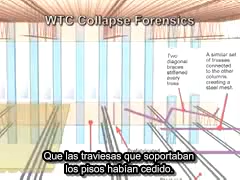 WTC Collapse Forensics
Two
diagonal
braces
stiffened
every
truss
A similar set
of trusses
connected
to the other
columns,
creating a
steel mesh.
Que las traviesas que soportaban
los pisos habían cedido.